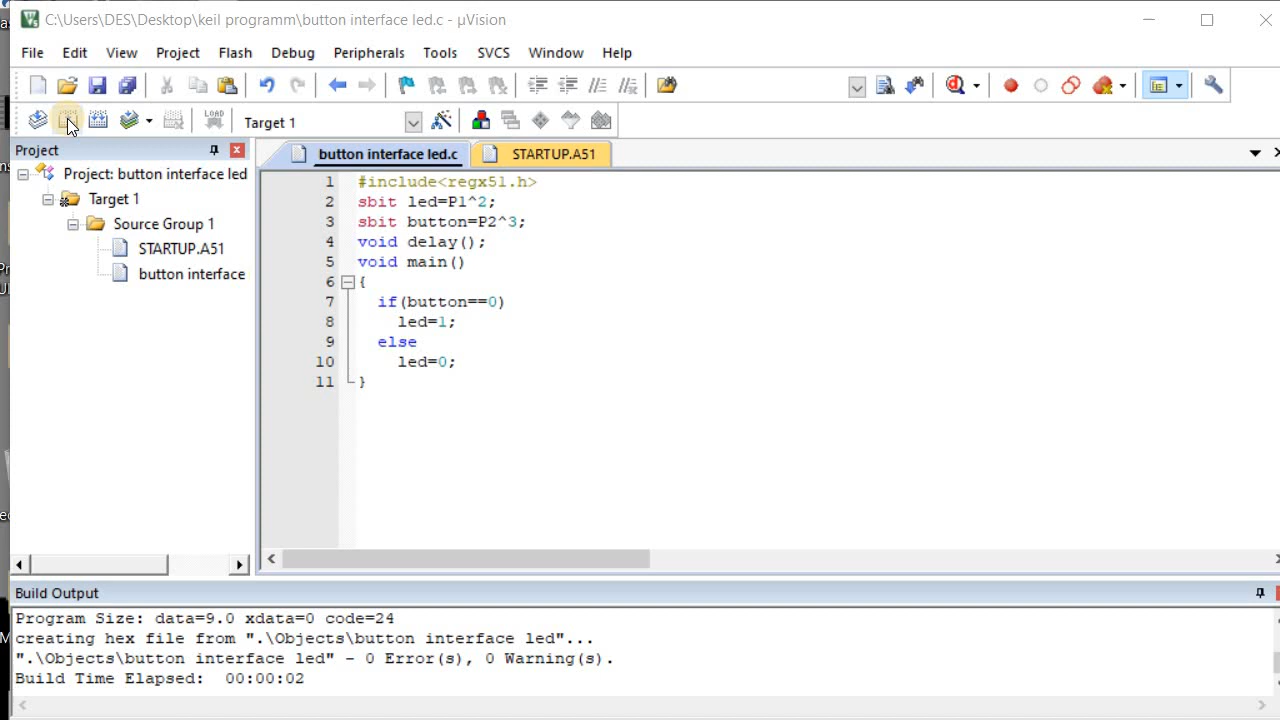 C:\Users\DES\Desktop\keil programm\button interface led.c - µVision
File Edit View Project Flash Debug Peripherals Tools SVCS Window Help
LOAD Target 1
Project
button interface led.c STARTUP.A51
Project: button interface led
Target 1
Source Group 1
STARTUP.A51
button interface
1 #include<regx51.h>
2 sbit led=P1^2;
3 sbit button=P2^3;
4 void delay();
5 void main()
6 {
7 if(button==0)
8 led=1;
9 else
10 led=0;
11 }
Build Output
Program Size: data=9.0 xdata=0 code=24
creating hex file from ".\Objects\button interface led"...
".\Objects\button interface led" - 0 Error(s), 0 Warning(s).
Build Time Elapsed:  00:00:02